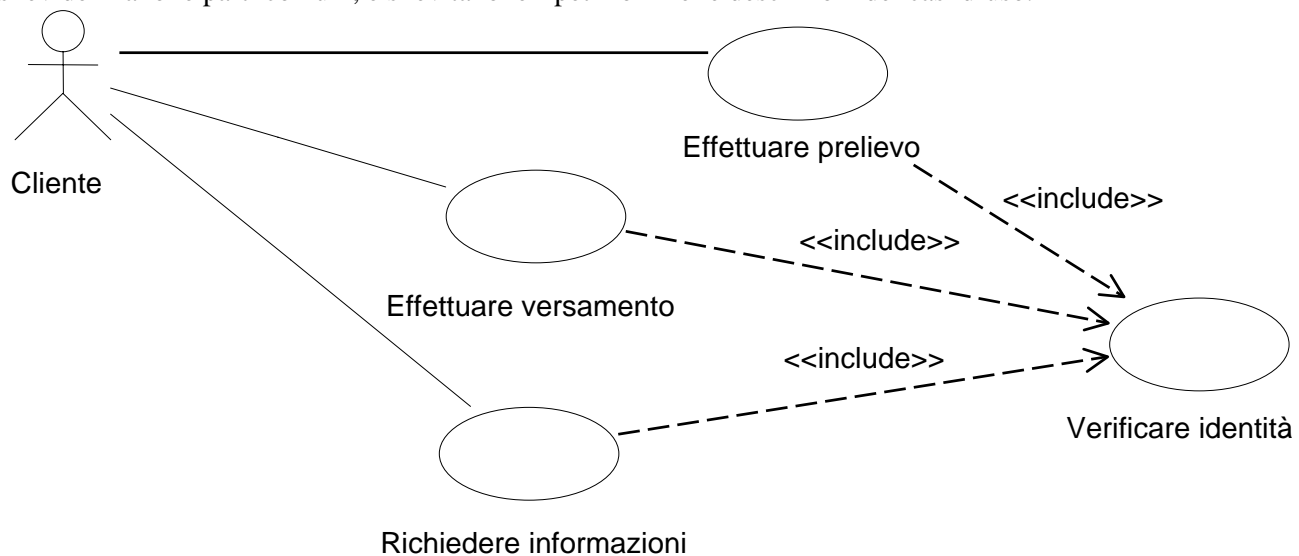 Effettuare prelievo
Cliente
<<include>>
<<include>>
Effettuare versamento
<<include>>
Verificare identità
Richiedere informazioni